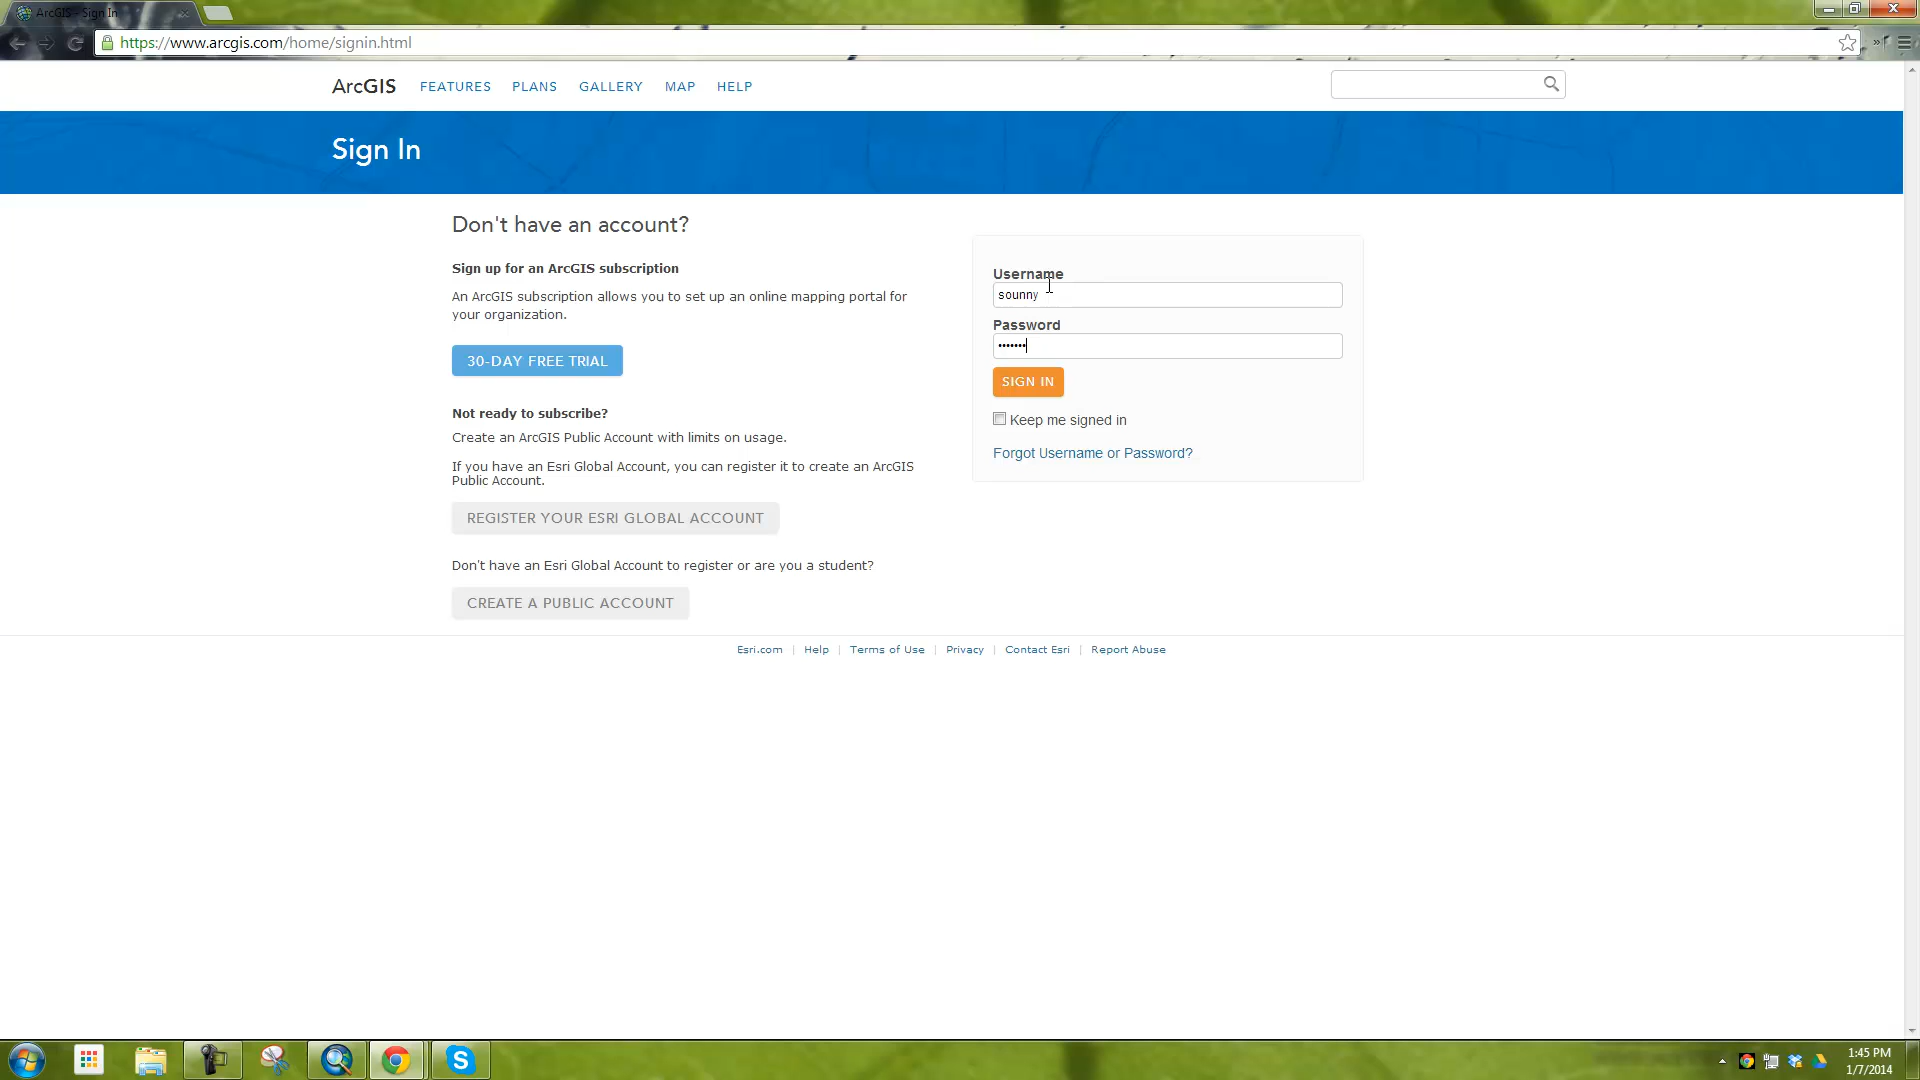 ArcGIS - Sign In
https://www.arcgis.com/home/signin.html
ArcGIS FEATURES PLANS GALLERY MAP HELP
Sign In
Don't have an account?
Sign up for an ArcGIS subscription
An ArcGIS subscription allows you to set up an online mapping portal for
your organization.
30-DAY FREE TRIAL
Not ready to subscribe?
Create an ArcGIS Public Account with limits on usage.
If you have an Esri Global Account, you can register it to create an ArcGIS
Public Account.
REGISTER YOUR ESRI GLOBAL ACCOUNT
Don't have an Esri Global Account to register or are you a student?
CREATE A PUBLIC ACCOUNT
Username
sounny
Password
•••••••
SIGN IN
Keep me signed in
Forgot Username or Password?
Esri.com | Help | Terms of Use | Privacy | Contact Esri | Report Abuse
1:45 PM
1/7/2014